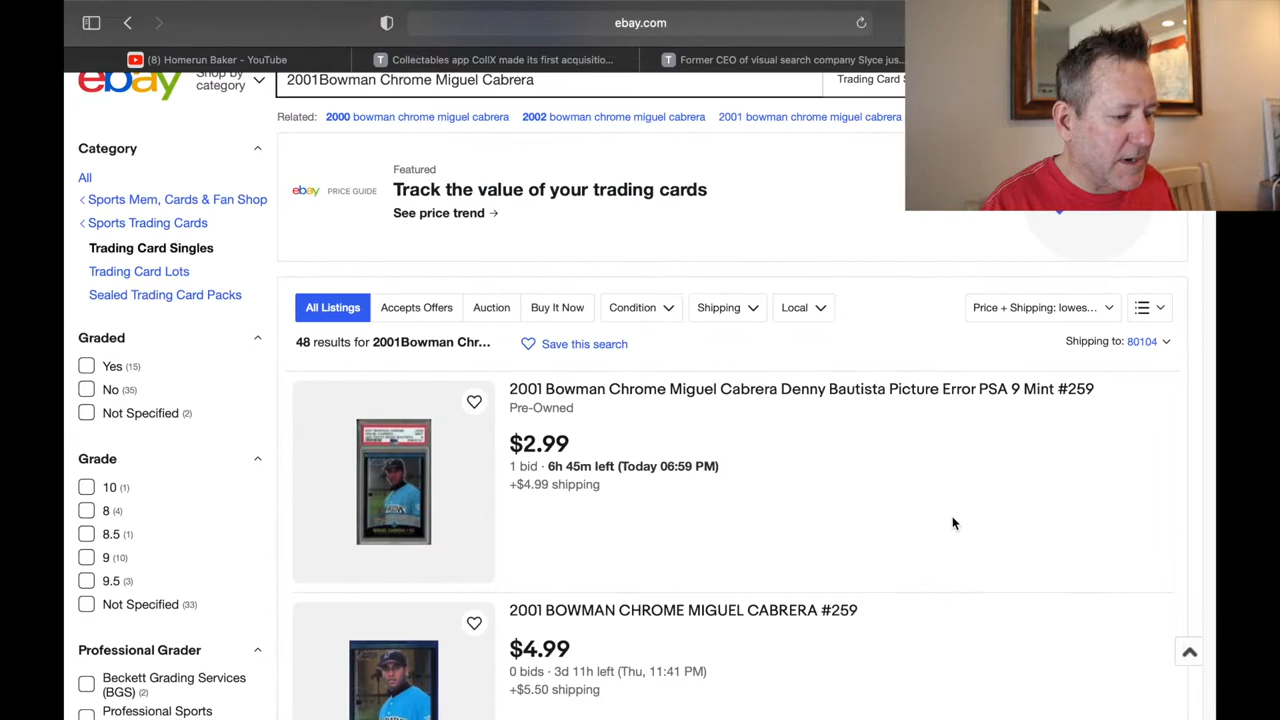 ebay.com
(8) Homerun Baker - YouTube
T Collectables app CollX made its first acquisitio...
T Former CEO of visual search company Slyce jus...
ebay
Shop by
category
2001Bowman Chrome Miguel Cabrera
Trading Card S
Related: 2000 bowman chrome miguel cabrera 2002 bowman chrome miguel cabrera 2001 bowman chrome miguel cabrera
Category
All
Sports Mem, Cards & Fan Shop
Sports Trading Cards
Trading Card Singles
Trading Card Lots
Sealed Trading Card Packs
Graded
Yes (15)
No (35)
Not Specified (2)
Grade
10 (1)
8 (4)
8.5 (1)
9 (10)
9.5 (3)
Not Specified (33)
Professional Grader
Beckett Grading Services
(BGS) (2)
Professional Sports
Featured
ebay PRICE GUIDE
Track the value of your trading cards
See price trend →
All Listings Accepts Offers Auction Buy It Now Condition Shipping Local
Price + Shipping: lowes...
48 results for 2001Bowman Chr... Save this search
Shipping to: 80104
2001 Bowman Chrome Miguel Cabrera Denny Bautista Picture Error PSA 9 Mint #259
Pre-Owned
$2.99
1 bid · 6h 45m left (Today 06:59 PM)
+$4.99 shipping
2001 BOWMAN CHROME MIGUEL CABRERA #259
$4.99
0 bids · 3d 11h left (Thu, 11:41 PM)
+$5.50 shipping